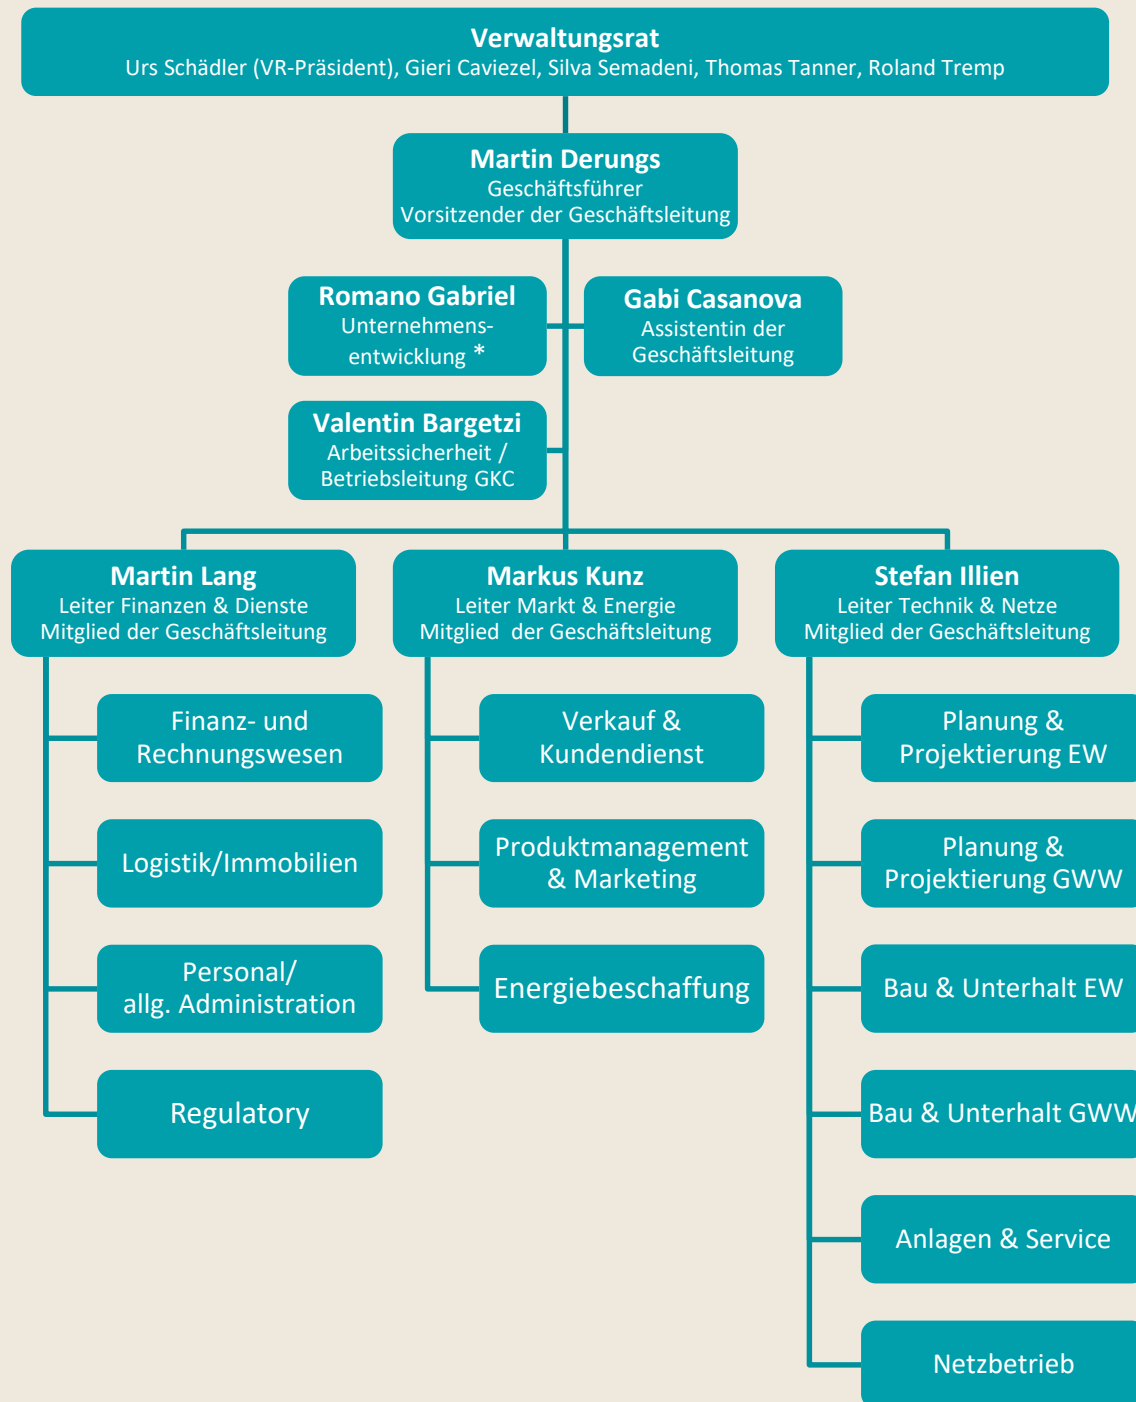 Verwaltungsrat
Urs Schädler (VR-Präsident), Gieri Caviezel, Silva Semadeni, Thomas Tanner, Roland Tremp
Martin Derungs
Geschäftsführer
Vorsitzender der Geschäftsleitung
Romano Gabriel
Unternehmens-
entwicklung *
Gabi Casanova
Assistentin der
Geschäftsleitung
Valentin Bargetzi
Arbeitssicherheit /
Betriebsleitung GKC
Martin Lang
Leiter Finanzen & Dienste
Mitglied der Geschäftsleitung
Markus Kunz
Leiter Markt & Energie
Mitglied der Geschäftsleitung
Stefan Illien
Leiter Technik & Netze
Mitglied der Geschäftsleitung
Finanz- und
Rechnungswesen
Logistik/Immobilien
Personal/
allg. Administration
Regulatory
Verkauf &
Kundendienst
Produktmanagement
& Marketing
Energiebeschaffung
Planung &
Projektierung EW
Planung &
Projektierung GWW
Bau & Unterhalt EW
Bau & Unterhalt GWW
Anlagen & Service
Netzbetrieb